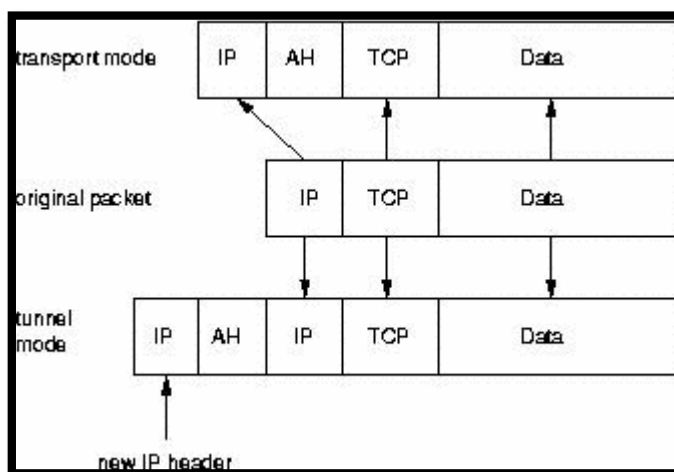 transport mode IP AH TCP Data
original packet IP TCP Data
tunnel
mode IP AH IP TCP Data
new IP header